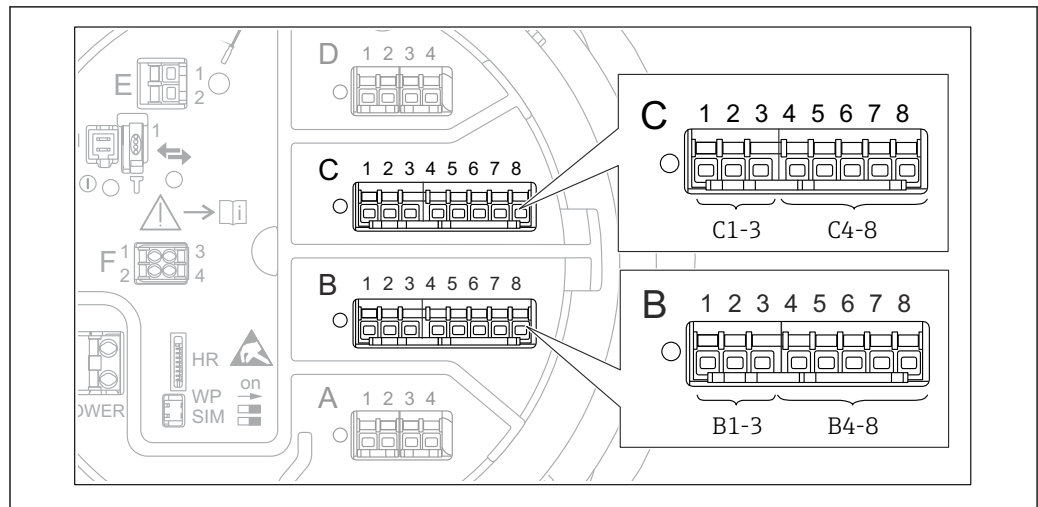 D 1 2 3 4
E 1
2
1
C 1 2 3 4 5 6 7 8
i
F 1 3
2 4
B 1 2 3 4 5 6 7 8
HR
WP on
SIM
OWER
A 1 2 3 4
C 1 2 3 4 5 6 7 8
C1-3 C4-8
B 1 2 3 4 5 6 7 8
B1-3 B4-8